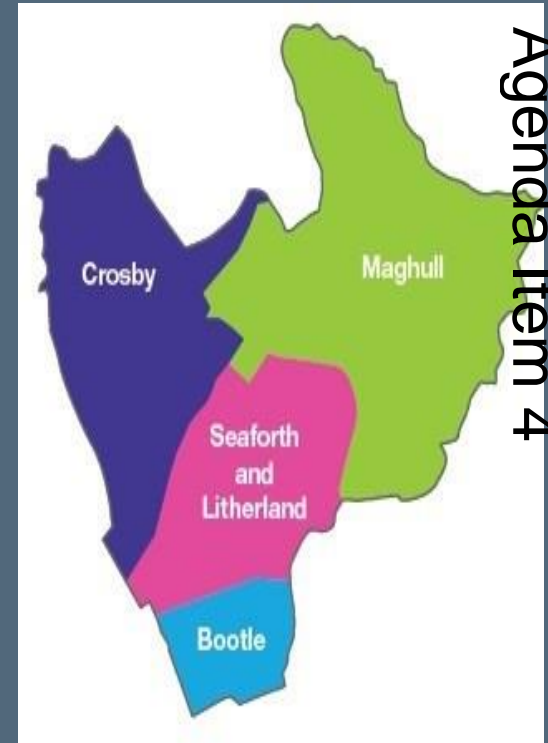 Agenda Item 4
Crosby
Maghull
Seaforth
and
Litherland
Bootle